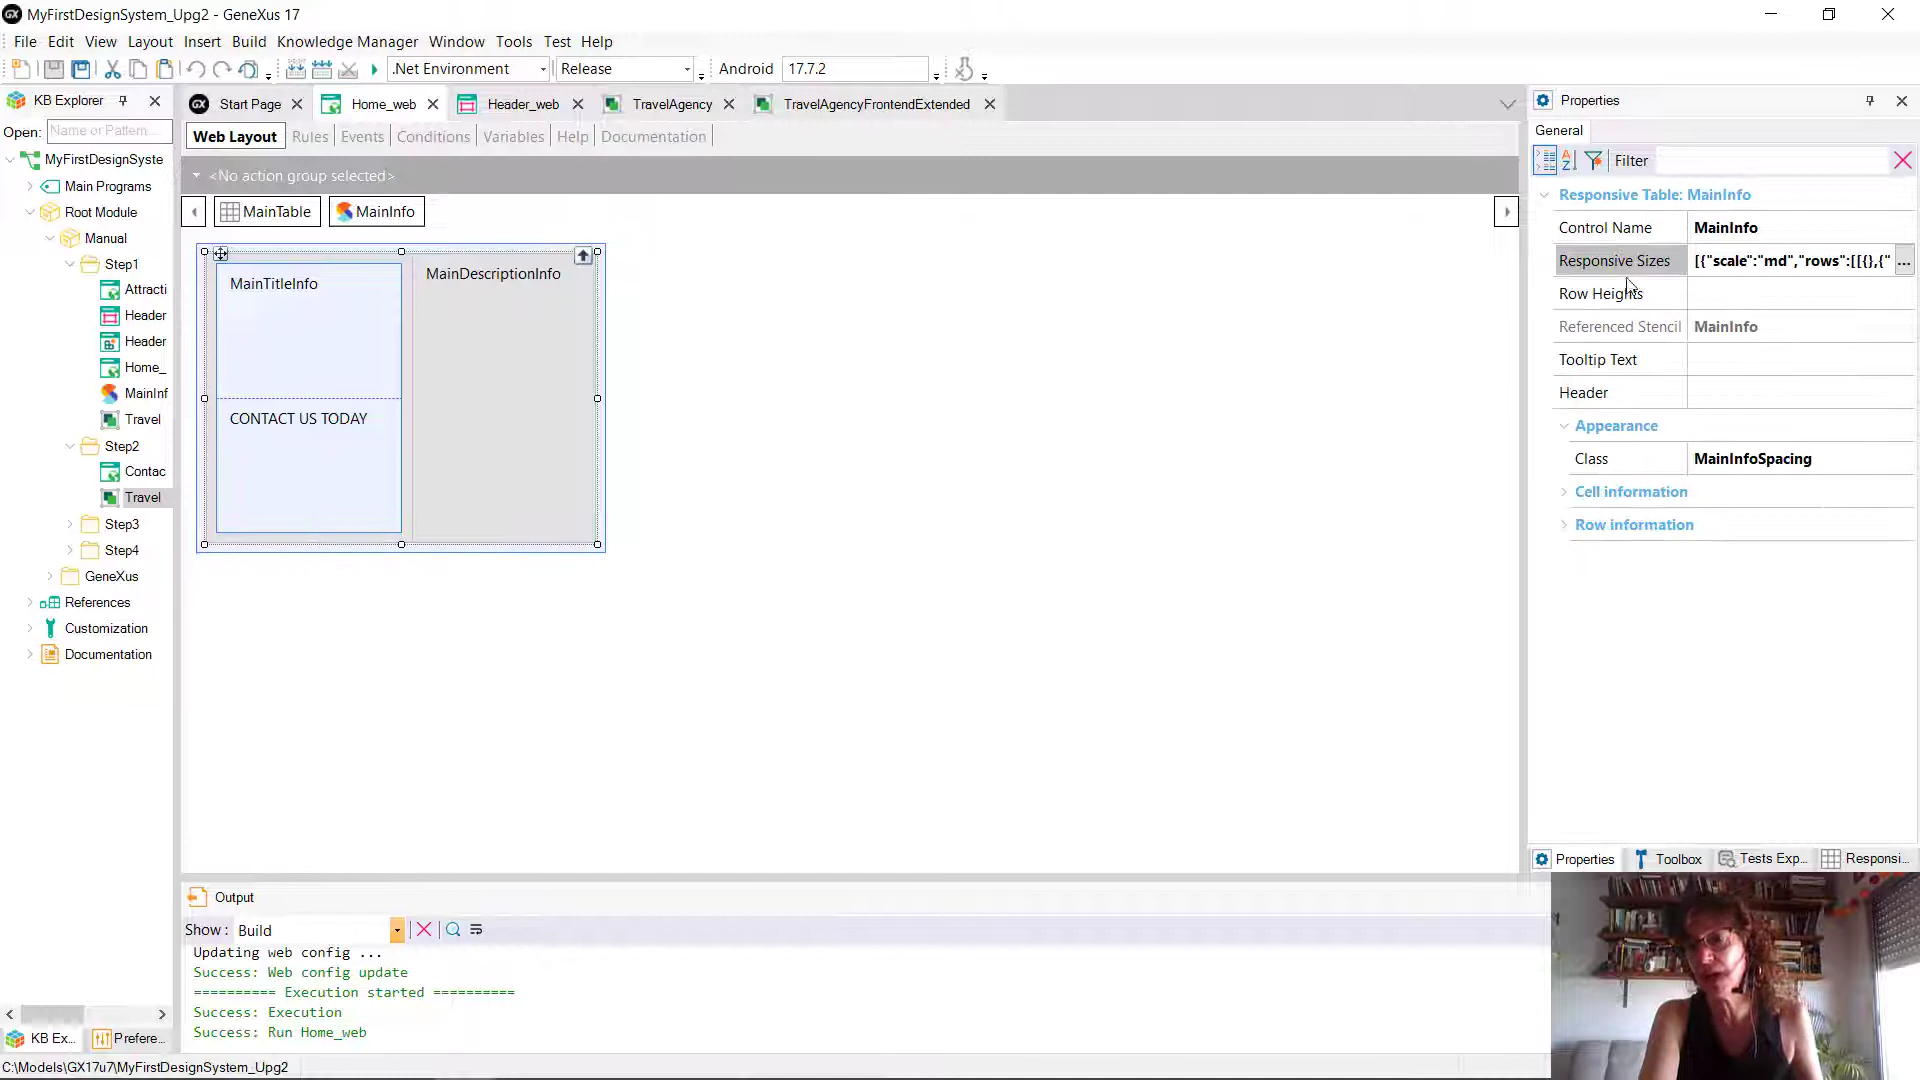 MyFirstDesignSystem_Upg2 - GeneXus 17
File Edit View Layout Insert Build Knowledge Manager Window Tools Test Help
.Net Environment Release Android 17.7.2
KB Explorer
Open: Name or Pattern...
MyFirstDesignSyste
Main Programs
Root Module
Manual
Step1
Attracti
Header
Header
Home_
MainInf
Travel
Step2
Contac
Travel
Step3
Step4
GeneXus
References
Customization
Documentation
KB Ex... Prefere...
Start Page Home_web Header_web TravelAgency TravelAgencyFrontendExtended
Web Layout Rules Events Conditions Variables Help Documentation
<No action group selected>
MainTable MainInfo
MainTitleInfo
MainDescriptionInfo
CONTACT US TODAY
Output
Show: Build
Updating web config ...
Success: Web config update
========== Execution started ==========
Success: Execution
Success: Run Home_web
Properties
General
Filter
Responsive Table: MainInfo
Control Name MainInfo
Responsive Sizes [{"scale":"md","rows":[[{},{" ...
Row Heights
Referenced Stencil MainInfo
Tooltip Text
Header
Appearance
Class MainInfoSpacing
Cell information
Row information
Properties Toolbox Tests Exp... Responsi...
C:\Models\GX17u7\MyFirstDesignSystem_Upg2